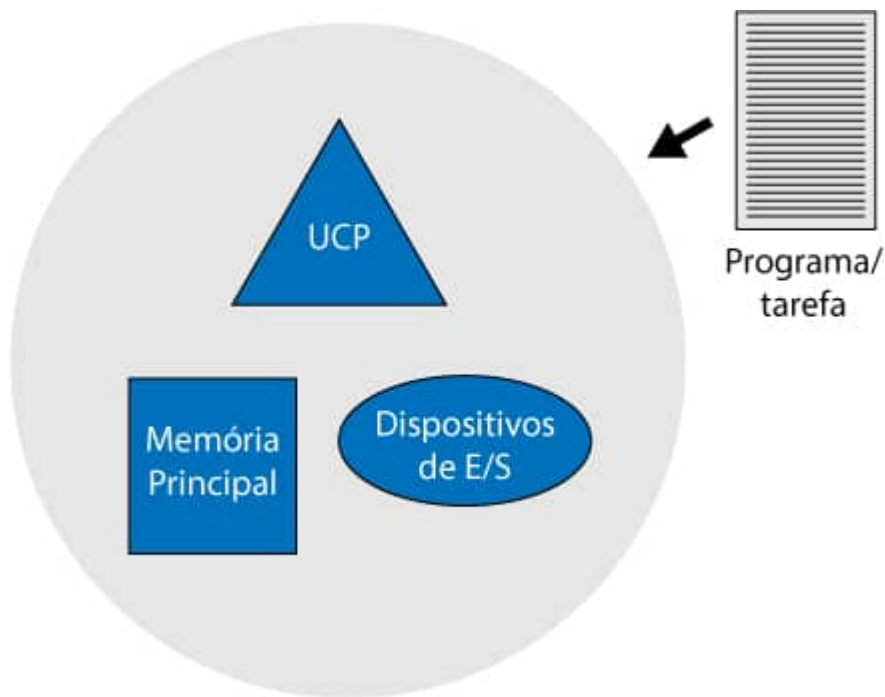 UCP
Memória
Principal
Dispositivos
de E/S
Programa/
tarefa